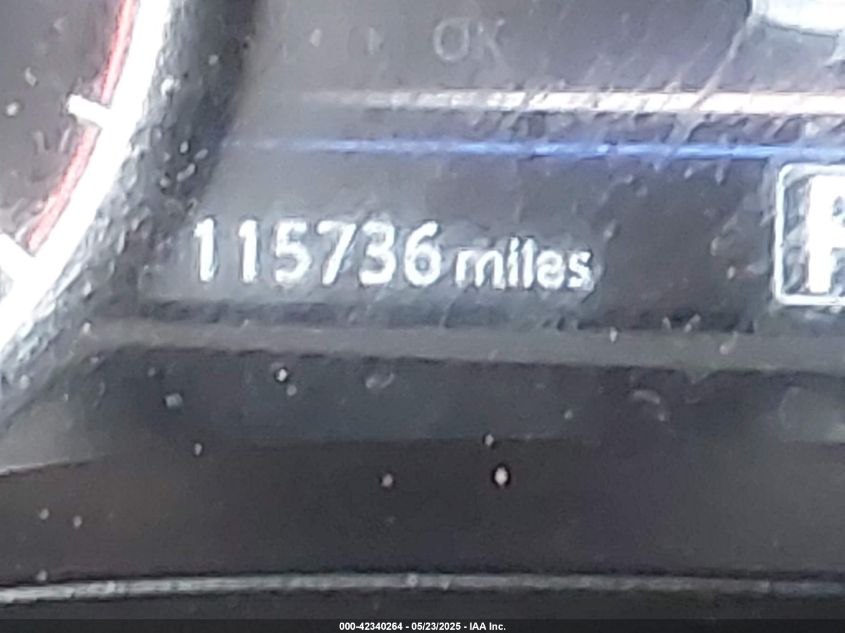 OK
115736 miles
P
000-42340264 - 05/23/2025 - IAA Inc.